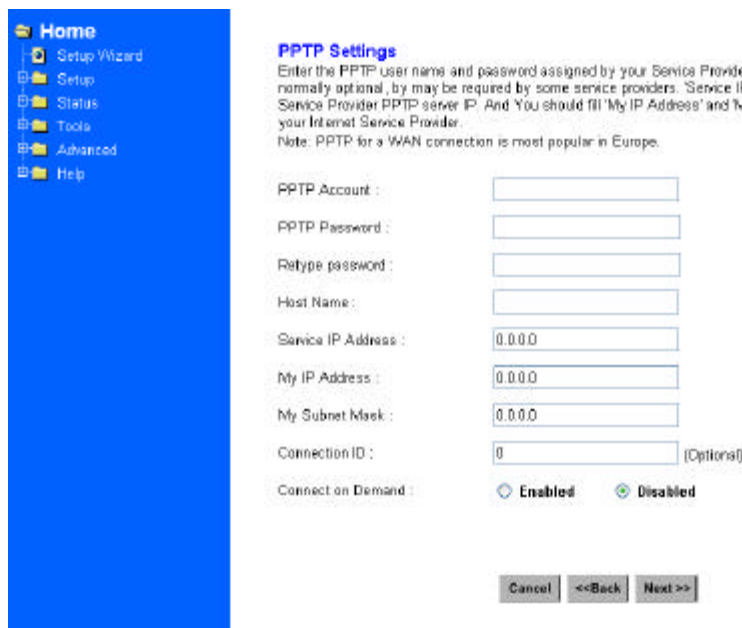 Home
Setup Wizard
Setup
Status
Tools
Advanced
Help
PPTP Settings
Enter the PPTP user name and password assigned by your Service Provide
normally optional, by may be required by some service providers. 'Service I
Service Provider PPTP server IP. And You should fill 'My IP Address' and
your Internet Service Provider.
Note: PPTP for a WAN connection is most popular in Europe.
PPTP Account :
PPTP Password :
Retype password :
Host Name :
Service IP Address : 0.0.0.0
My IP Address : 0.0.0.0
My Subnet Mask : 0.0.0.0
Connection ID : 0 (Optional)
Connect on Demand : Enabled Disabled
Cancel <<Back Next >>